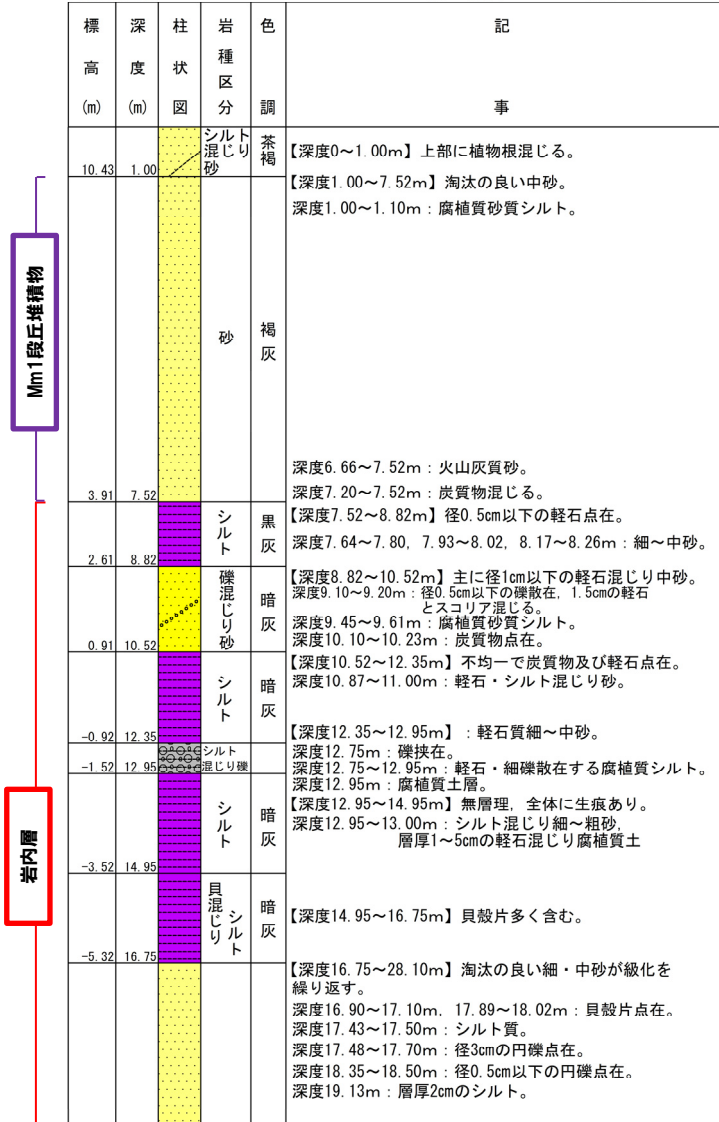 標高(m) 深度(m) 柱状図 岩種区分 色調 記事
シルト混じり砂 茶褐 【深度0～1.00m】上部に植物根混じる。
10.43 1.00
【深度1.00～7.52m】淘汰の良い中砂。
深度1.00～1.10m：腐植質砂質シルト。
Mm1段丘堆積物
砂 褐灰
深度6.66～7.52m：火山灰質砂。
深度7.20～7.52m：炭質物混じる。
3.91 7.52
シルト 黒灰 【深度7.52～8.82m】径0.5cm以下の軽石点在。
深度7.64～7.80, 7.93～8.02, 8.17～8.26m：細～中砂。
2.61 8.82
礫混じり砂 暗灰 【深度8.82～10.52m】主に径1cm以下の軽石混じり中砂。
深度9.10～9.20m：径0.5cm以下の礫散在, 1.5cmの軽石
とスコリア混じる。
深度9.45～9.61m：腐植質砂質シルト。
深度10.10～10.23m：炭質物点在。
0.91 10.52
シルト 暗灰 【深度10.52～12.35m】不均一で炭質物及び軽石点在。
深度10.87～11.00m：軽石・シルト混じり砂。
-0.92 12.35
シルト混じり礫 【深度12.35～12.95m】：軽石質細～中砂。
深度12.75m：礫挟在。
深度12.75～12.95m：軽石・細礫散在する腐植質シルト。
深度12.95m：腐植質土層。
-1.52 12.95
シルト 暗灰 【深度12.95～14.95m】無層理, 全体に生痕あり。
深度12.95～13.00m：シルト混じり細～粗砂,
層厚1～5cmの軽石混じり腐植質土
-3.52 14.95
岩内層
貝混じりシルト 暗灰 【深度14.95～16.75m】貝殻片多く含む。
-5.32 16.75
【深度16.75～28.10m】淘汰の良い細・中砂が級化を
繰り返す。
深度16.90～17.10m, 17.89～18.02m：貝殻片点在。
深度17.43～17.50m：シルト質。
深度17.48～17.70m：径3cmの円礫点在。
深度18.35～18.50m：径0.5cm以下の円礫点在。
深度19.13m：層厚2cmのシルト。